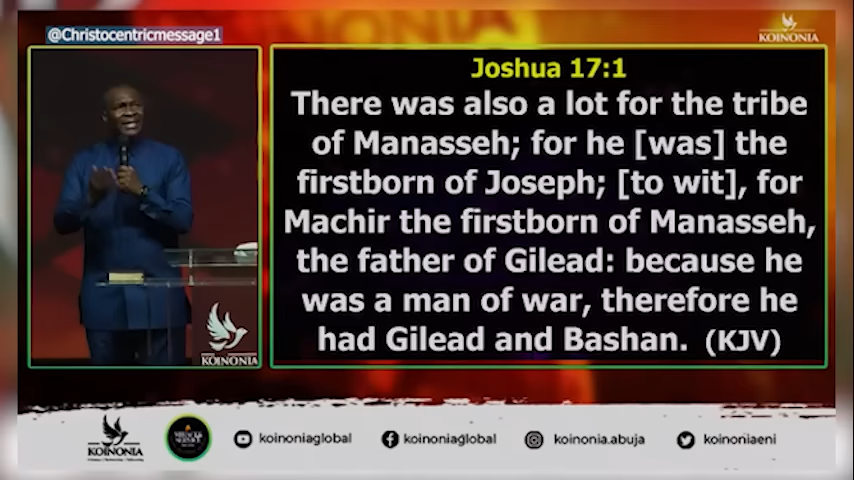 @Christocentricmessage1
KOINONIA
Joshua 17:1
There was also a lot for the tribe
of Manasseh; for he [was] the
firstborn of Joseph; [to wit], for
Machir the firstborn of Manasseh,
the father of Gilead: because he
was a man of war, therefore he
had Gilead and Bashan. (KJV)
KOINONIA
KOINONIA
koinoniaglobal
koinoniaglobal
koinonia.abuja
koinoniaeni